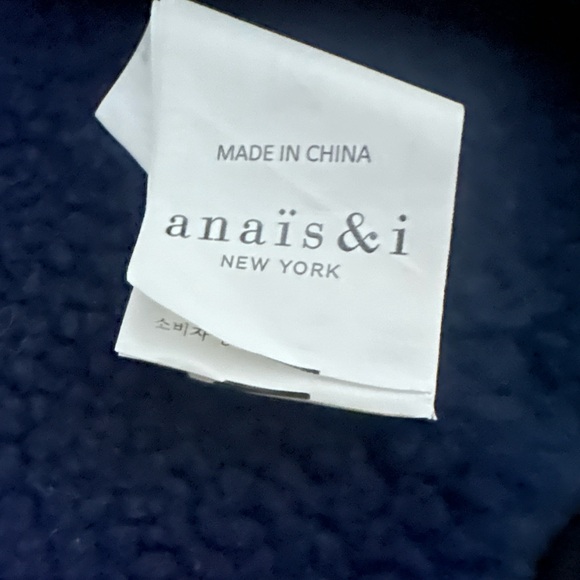 MADE IN CHINA
anaïs & i
NEW YORK
소비자